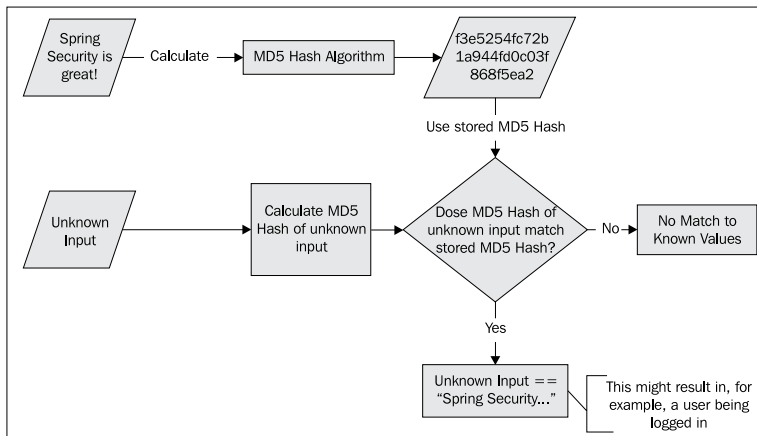 Spring
Security is
great!
Calculate
MD5 Hash Algorithm
f3e5254fc72b
1a944fd0c03f
868f5ea2
Use stored MD5 Hash
Unknown
Input
Calculate MD5
Hash of unknown
input
Dose MD5 Hash of
unknown input match
stored MD5 Hash?
No
No Match to
Known Values
Yes
Unknown Input ==
“Spring Security...”
This might result in, for
example, a user being
logged in